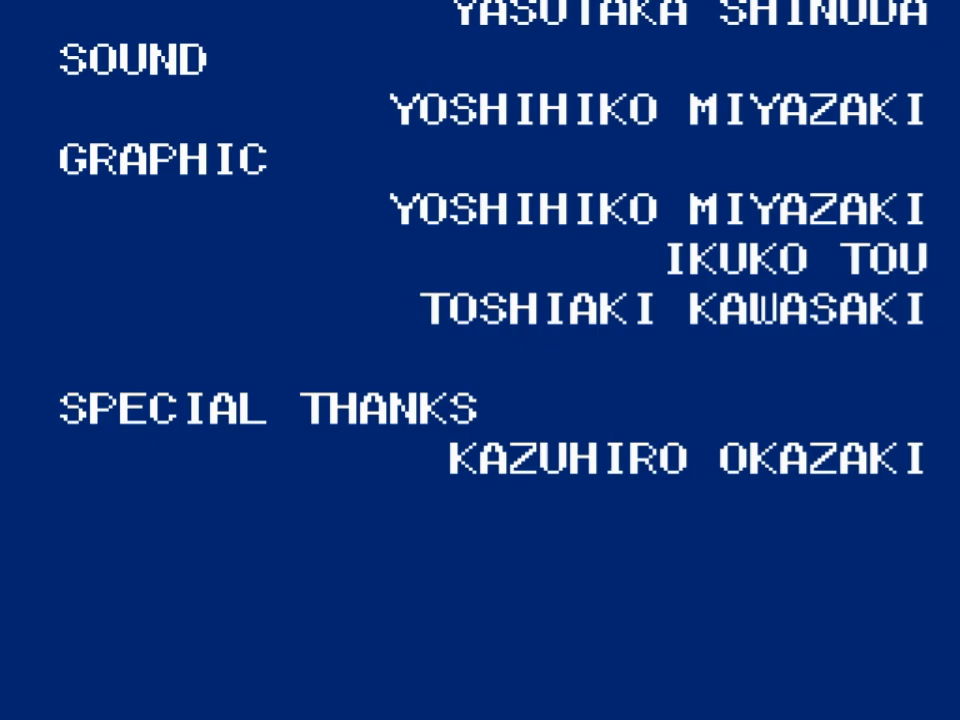 YASUTAKA SHINODA
SOUND
YOSHIHIKO MIYAZAKI
GRAPHIC
YOSHIHIKO MIYAZAKI
IKUKO TOU
TOSHIAKI KAWASAKI
SPECIAL THANKS
KAZUHIRO OKAZAKI